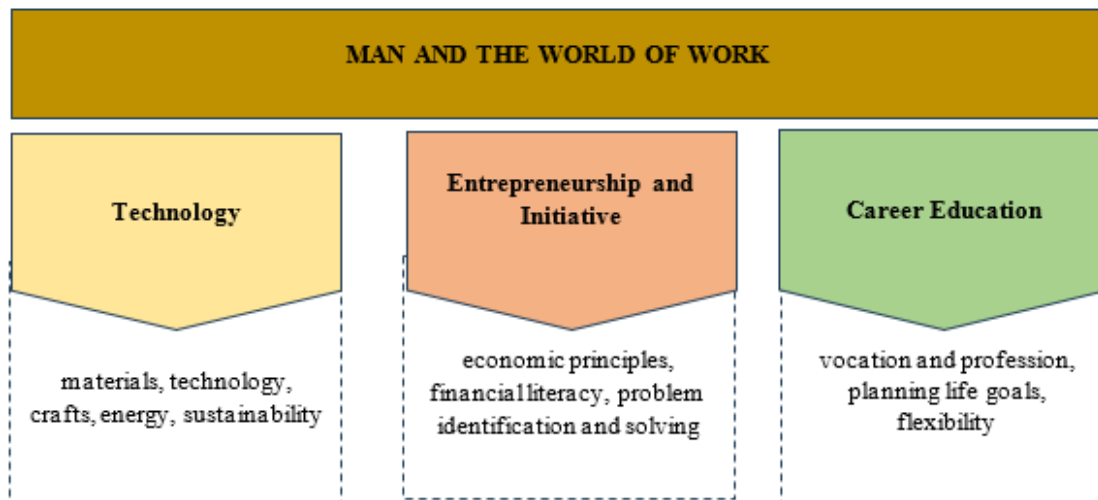 MAN AND THE WORLD OF WORK
Technology
Entrepreneurship and
Initiative
Career Education
materials, technology,
crafts, energy, sustainability
economic principles,
financial literacy, problem
identification and solving
vocation and profession,
planning life goals,
flexibility